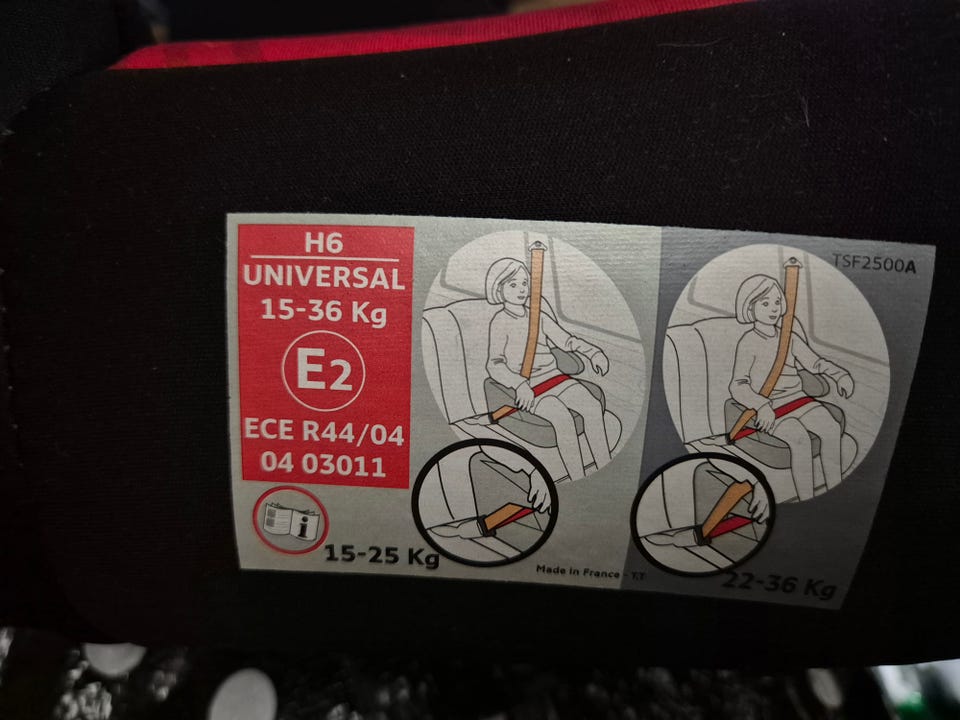 H6
UNIVERSAL
15-36 Kg
E2
ECE R44/04
04 03011
i
15-25 Kg
Made in France - T.T
TSF2500A
22-36 Kg